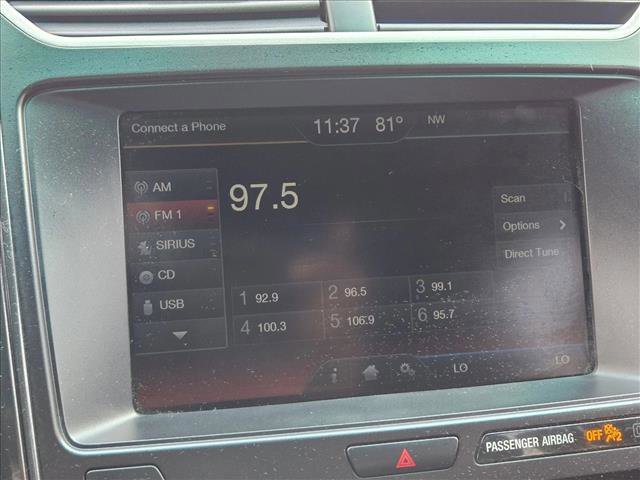 Connect a Phone 11:37 81° NW
AM
97.5
Scan
FM 1
Options >
SIRIUS
Direct Tune
CD
1 92.9 2 96.5 3 99.1
USB
4 100.3 5 106.9 6 95.7
LO LO
PASSENGER AIRBAG OFF 2